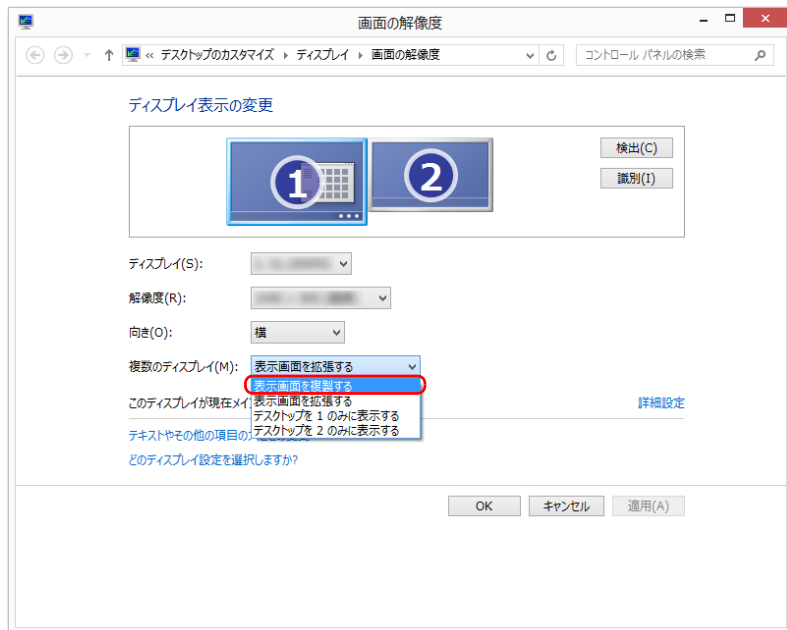 画面の解像度
« デスクトップのカスタマイズ ▸ ディスプレイ ▸ 画面の解像度
コントロール パネルの検索
ディスプレイ表示の変更
1
2
検出(C)
識別(I)
ディスプレイ(S):
解像度(R):
向き(O):
横
複数のディスプレイ(M):
表示画面を拡張する
表示画面を複製する
表示画面を拡張する
デスクトップを 1 のみに表示する
デスクトップを 2 のみに表示する
このディスプレイが現在メイ
詳細設定
テキストやその他の項目の
どのディスプレイ設定を選択しますか?
OK
キャンセル
適用(A)